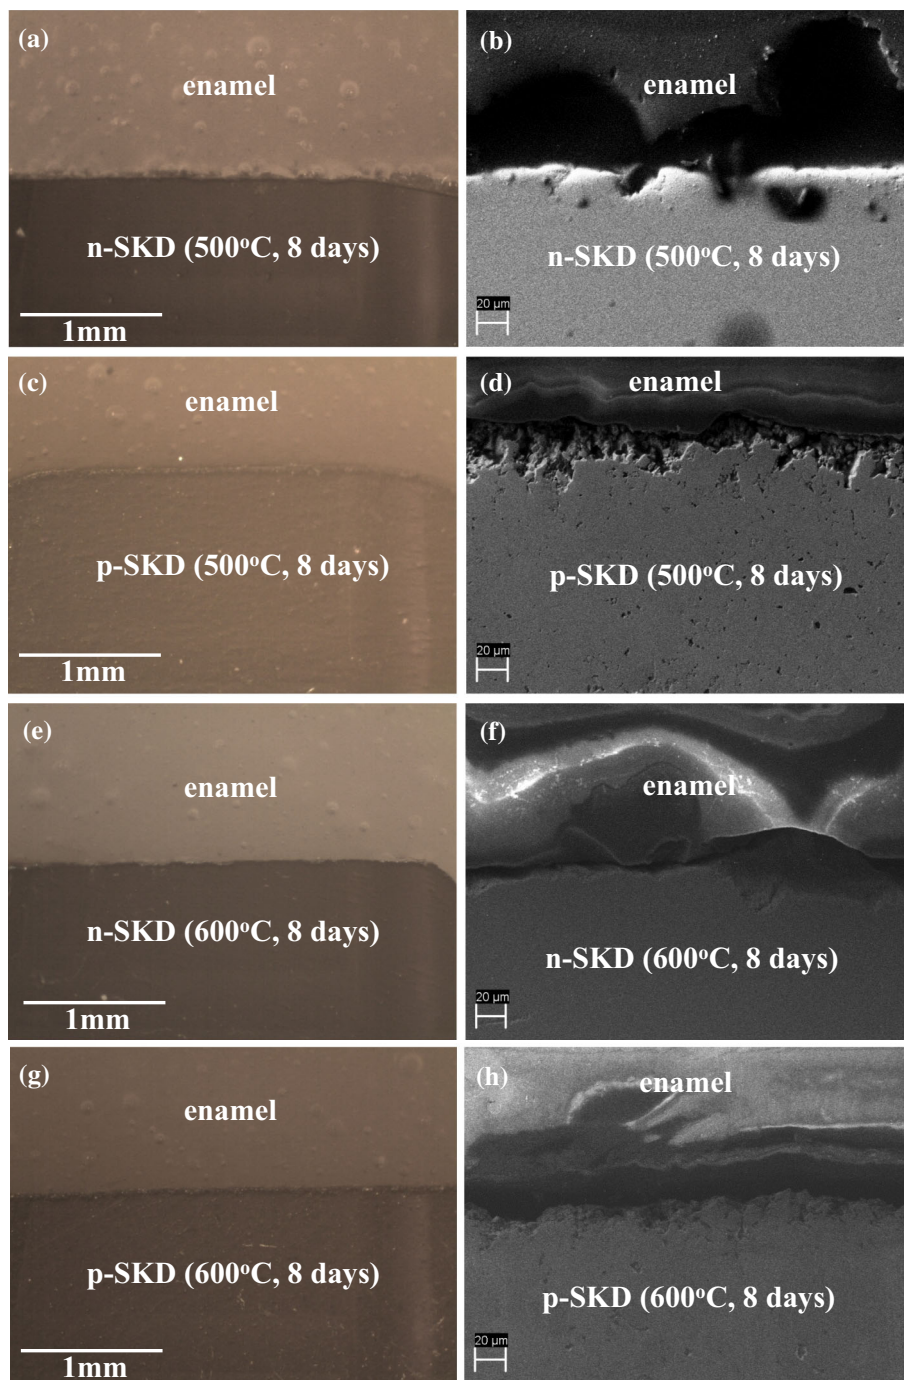 (a)
enamel
n-SKD (500°C, 8 days)
1mm
(b)
enamel
n-SKD (500°C, 8 days)
20 µm
(c)
enamel
p-SKD (500°C, 8 days)
1mm
(d)
enamel
p-SKD (500°C, 8 days)
20 µm
(e)
enamel
n-SKD (600°C, 8 days)
1mm
(f)
enamel
n-SKD (600°C, 8 days)
20 µm
(g)
enamel
p-SKD (600°C, 8 days)
1mm
(h)
enamel
p-SKD (600°C, 8 days)
20 µm